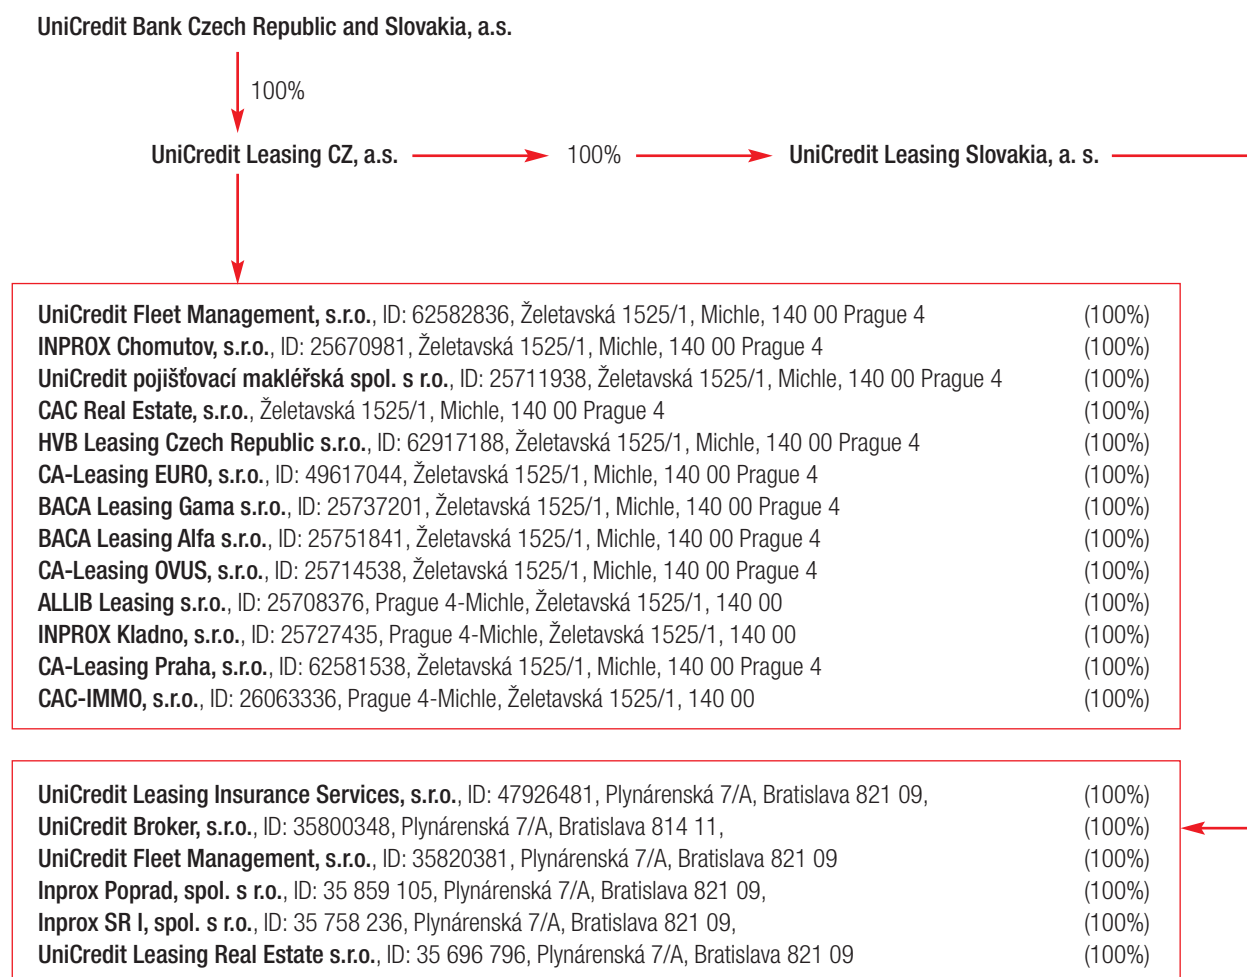 UniCredit Bank Czech Republic and Slovakia, a.s.
100%
UniCredit Leasing CZ, a.s. 100% UniCredit Leasing Slovakia, a. s.
UniCredit Fleet Management, s.r.o., ID: 62582836, Želetavská 1525/1, Michle, 140 00 Prague 4 (100%)
INPROX Chomutov, s.r.o., ID: 25670981, Želetavská 1525/1, Michle, 140 00 Prague 4 (100%)
UniCredit pojišťovací makléřská spol. s r.o., ID: 25711938, Želetavská 1525/1, Michle, 140 00 Prague 4 (100%)
CAC Real Estate, s.r.o., Želetavská 1525/1, Michle, 140 00 Prague 4 (100%)
HVB Leasing Czech Republic s.r.o., ID: 62917188, Želetavská 1525/1, Michle, 140 00 Prague 4 (100%)
CA-Leasing EURO, s.r.o., ID: 49617044, Želetavská 1525/1, Michle, 140 00 Prague 4 (100%)
BACA Leasing Gama s.r.o., ID: 25737201, Želetavská 1525/1, Michle, 140 00 Prague 4 (100%)
BACA Leasing Alfa s.r.o., ID: 25751841, Želetavská 1525/1, Michle, 140 00 Prague 4 (100%)
CA-Leasing OVUS, s.r.o., ID: 25714538, Želetavská 1525/1, Michle, 140 00 Prague 4 (100%)
ALLIB Leasing s.r.o., ID: 25708376, Prague 4-Michle, Želetavská 1525/1, 140 00 (100%)
INPROX Kladno, s.r.o., ID: 25727435, Prague 4-Michle, Želetavská 1525/1, 140 00 (100%)
CA-Leasing Praha, s.r.o., ID: 62581538, Želetavská 1525/1, Michle, 140 00 Prague 4 (100%)
CAC-IMMO, s.r.o., ID: 26063336, Prague 4-Michle, Želetavská 1525/1, 140 00 (100%)
UniCredit Leasing Insurance Services, s.r.o., ID: 47926481, Plynárenská 7/A, Bratislava 821 09, (100%)
UniCredit Broker, s.r.o., ID: 35800348, Plynárenská 7/A, Bratislava 814 11, (100%)
UniCredit Fleet Management, s.r.o., ID: 35820381, Plynárenská 7/A, Bratislava 821 09 (100%)
Inprox Poprad, spol. s r.o., ID: 35 859 105, Plynárenská 7/A, Bratislava 821 09, (100%)
Inprox SR I, spol. s r.o., ID: 35 758 236, Plynárenská 7/A, Bratislava 821 09, (100%)
UniCredit Leasing Real Estate s.r.o., ID: 35 696 796, Plynárenská 7/A, Bratislava 821 09 (100%)